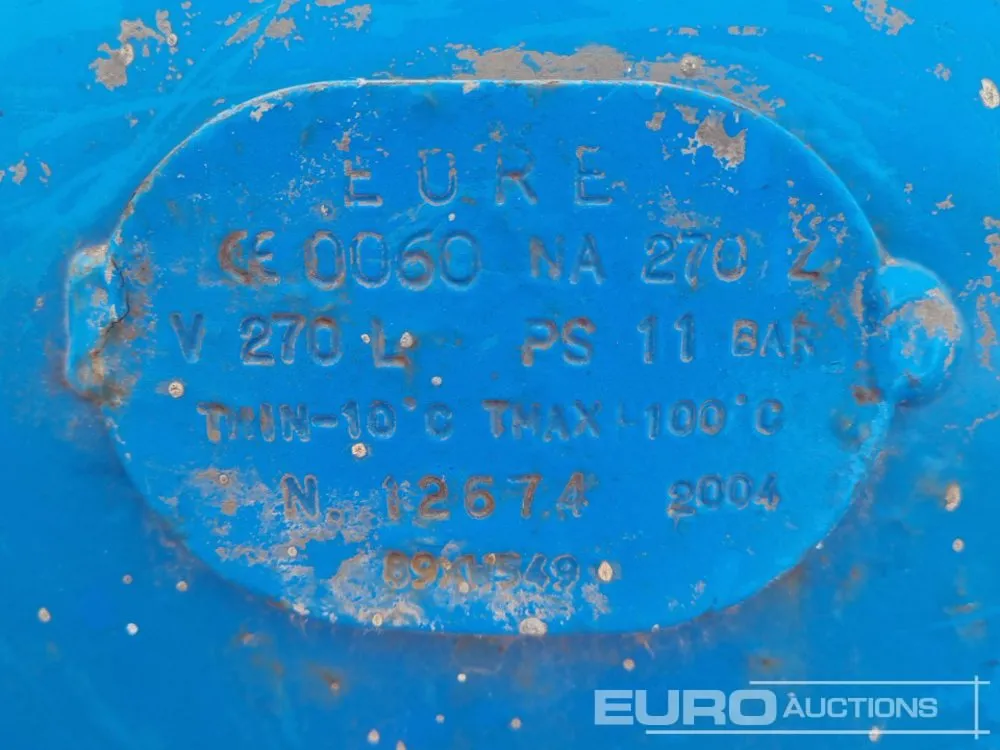 EURE
CE 0060 NA 270 Z
V 270 L PS 11 BAR
TMIN-10°C TMAX +100°C
N. 12674 2004
EURO AUCTIONS